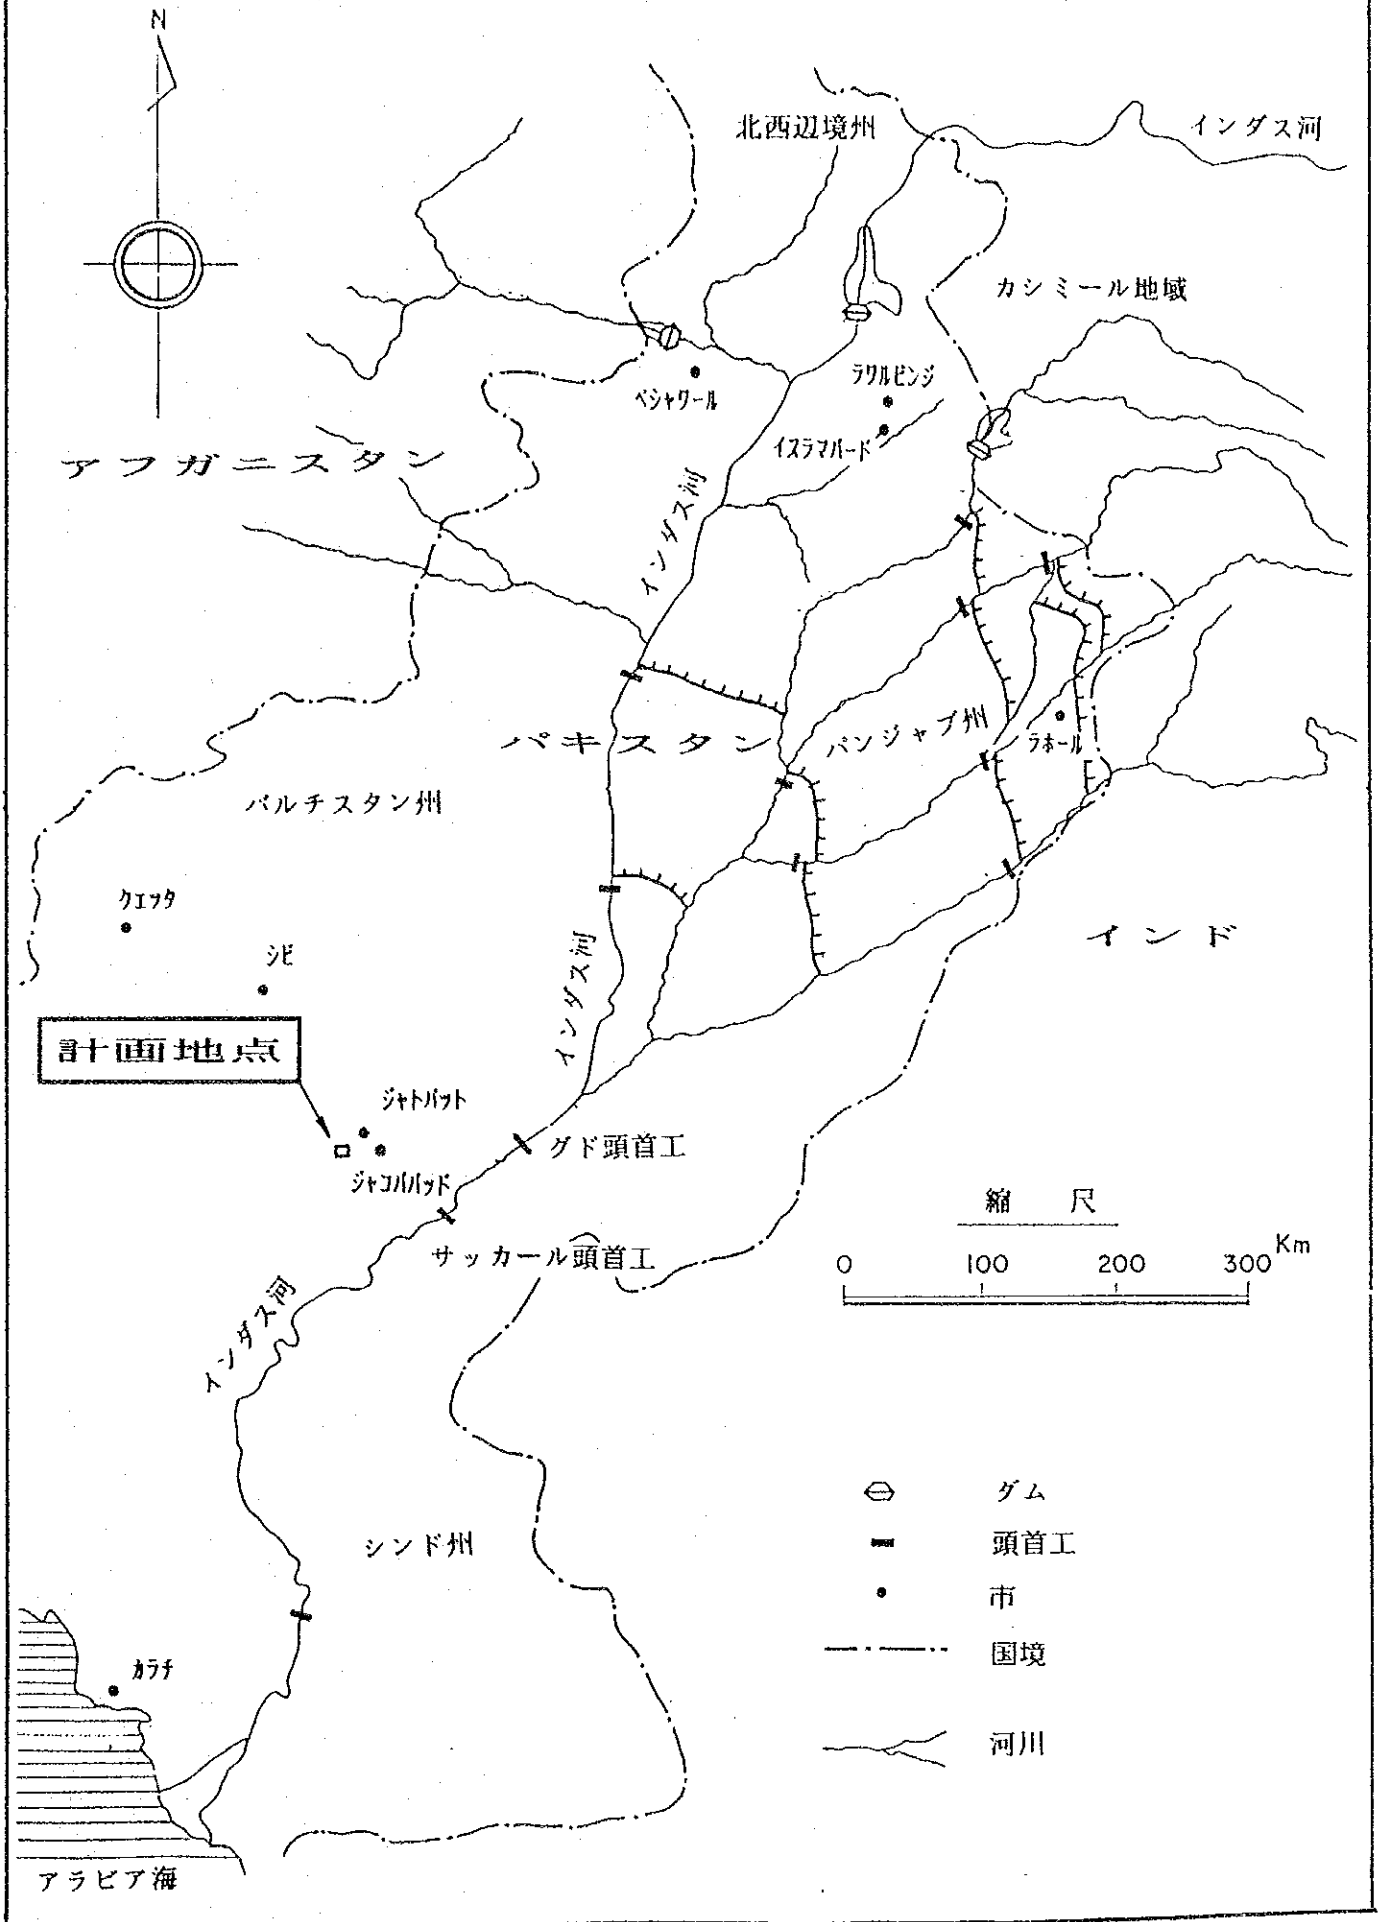 N
北西辺境州
インダス河
カシミール地域
ラワルピンジ
ペシャワール
イスラマバード
アフガニスタン
インダス河
パキスタン
パンジャブ州
ラホール
バルチスタン州
クエッタ
シビ
インド
インダス河
計画地点
ジャトパット
グド頭首工
ジャコババッド
サッカール頭首工
縮 尺
0 100 200 300 Km
インダス河
ダム
頭首工
シンド州
市
国境
カラチ
河川
アラビア海